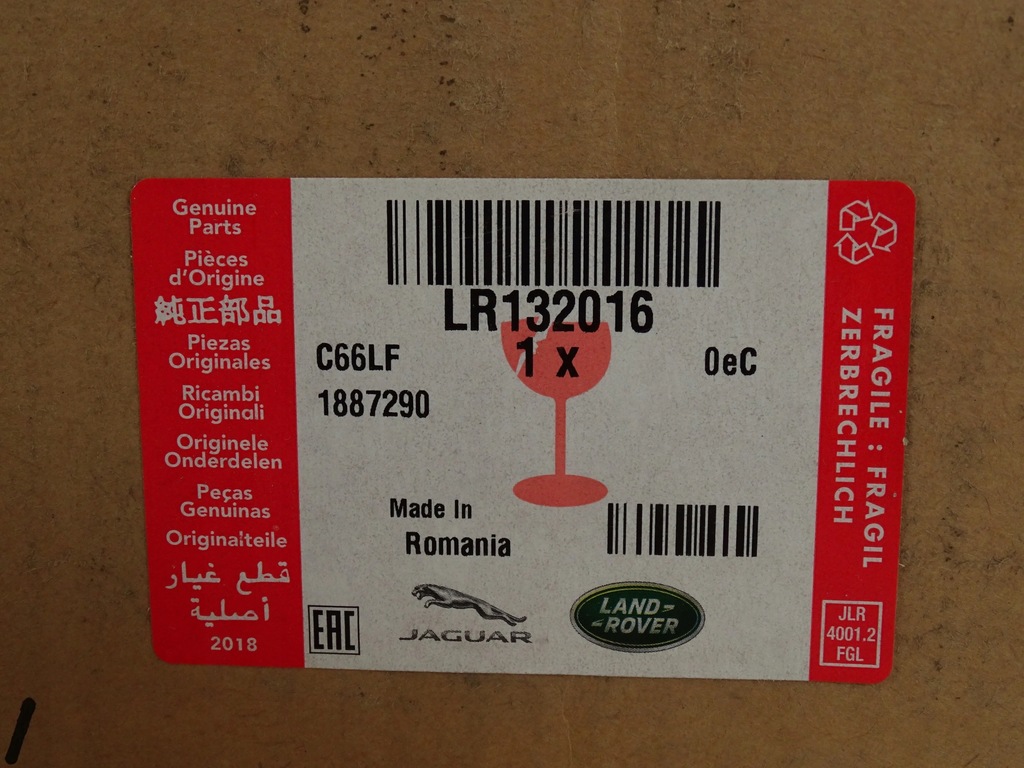 Genuine
Parts
Pièces
d'Origine
純正部品
Piezas
Originales
Ricambi
Originali
Originele
Onderdelen
Peças
Genuinas
Originalteile
قطع غيار
أصلية
2018
LR132016
1 x
C66LF
0eC
1887290
Made In
Romania
EAC
JAGUAR
LAND-
-ROVER
FRAGILE : FRAGIL
ZERBRECHLICH
JLR
4001.2
FGL